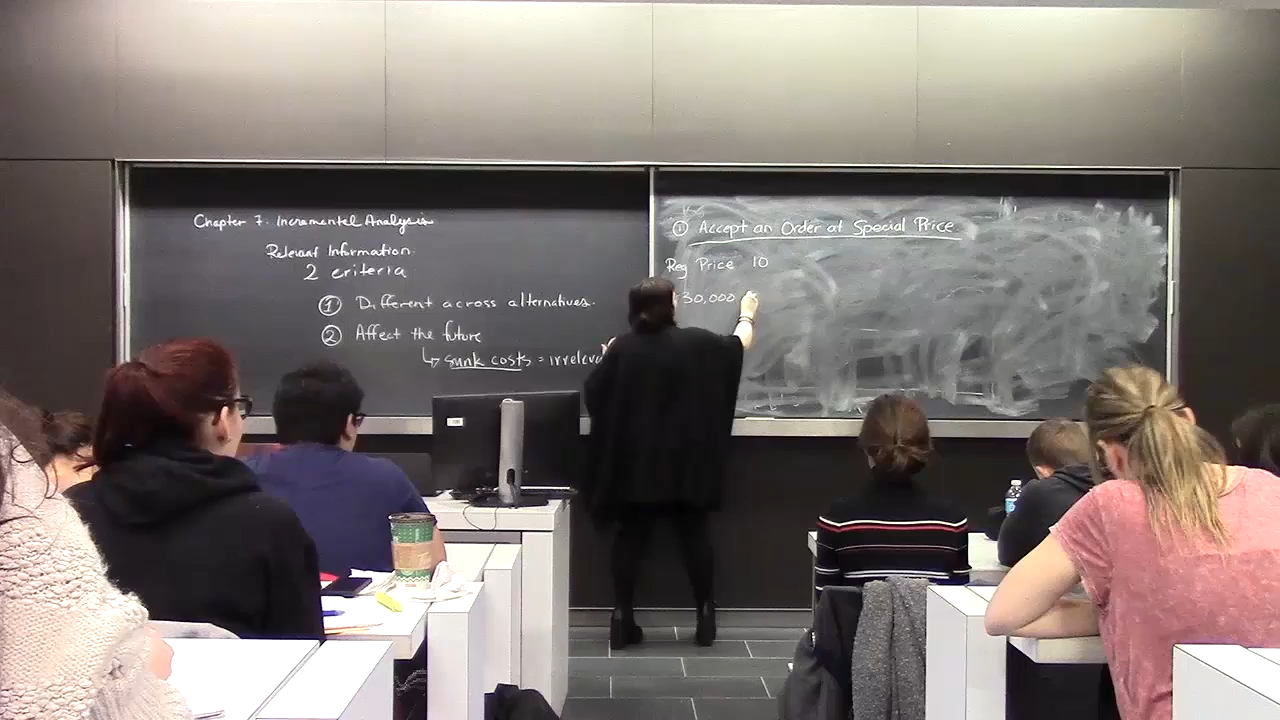 Chapter 7: Incremental Analysis
Relevant Information
2 criteria
① Different across alternatives.
② Affect the future
↳ sunk costs =
① Accept an Order at Special Price
Reg Price 10
30,000